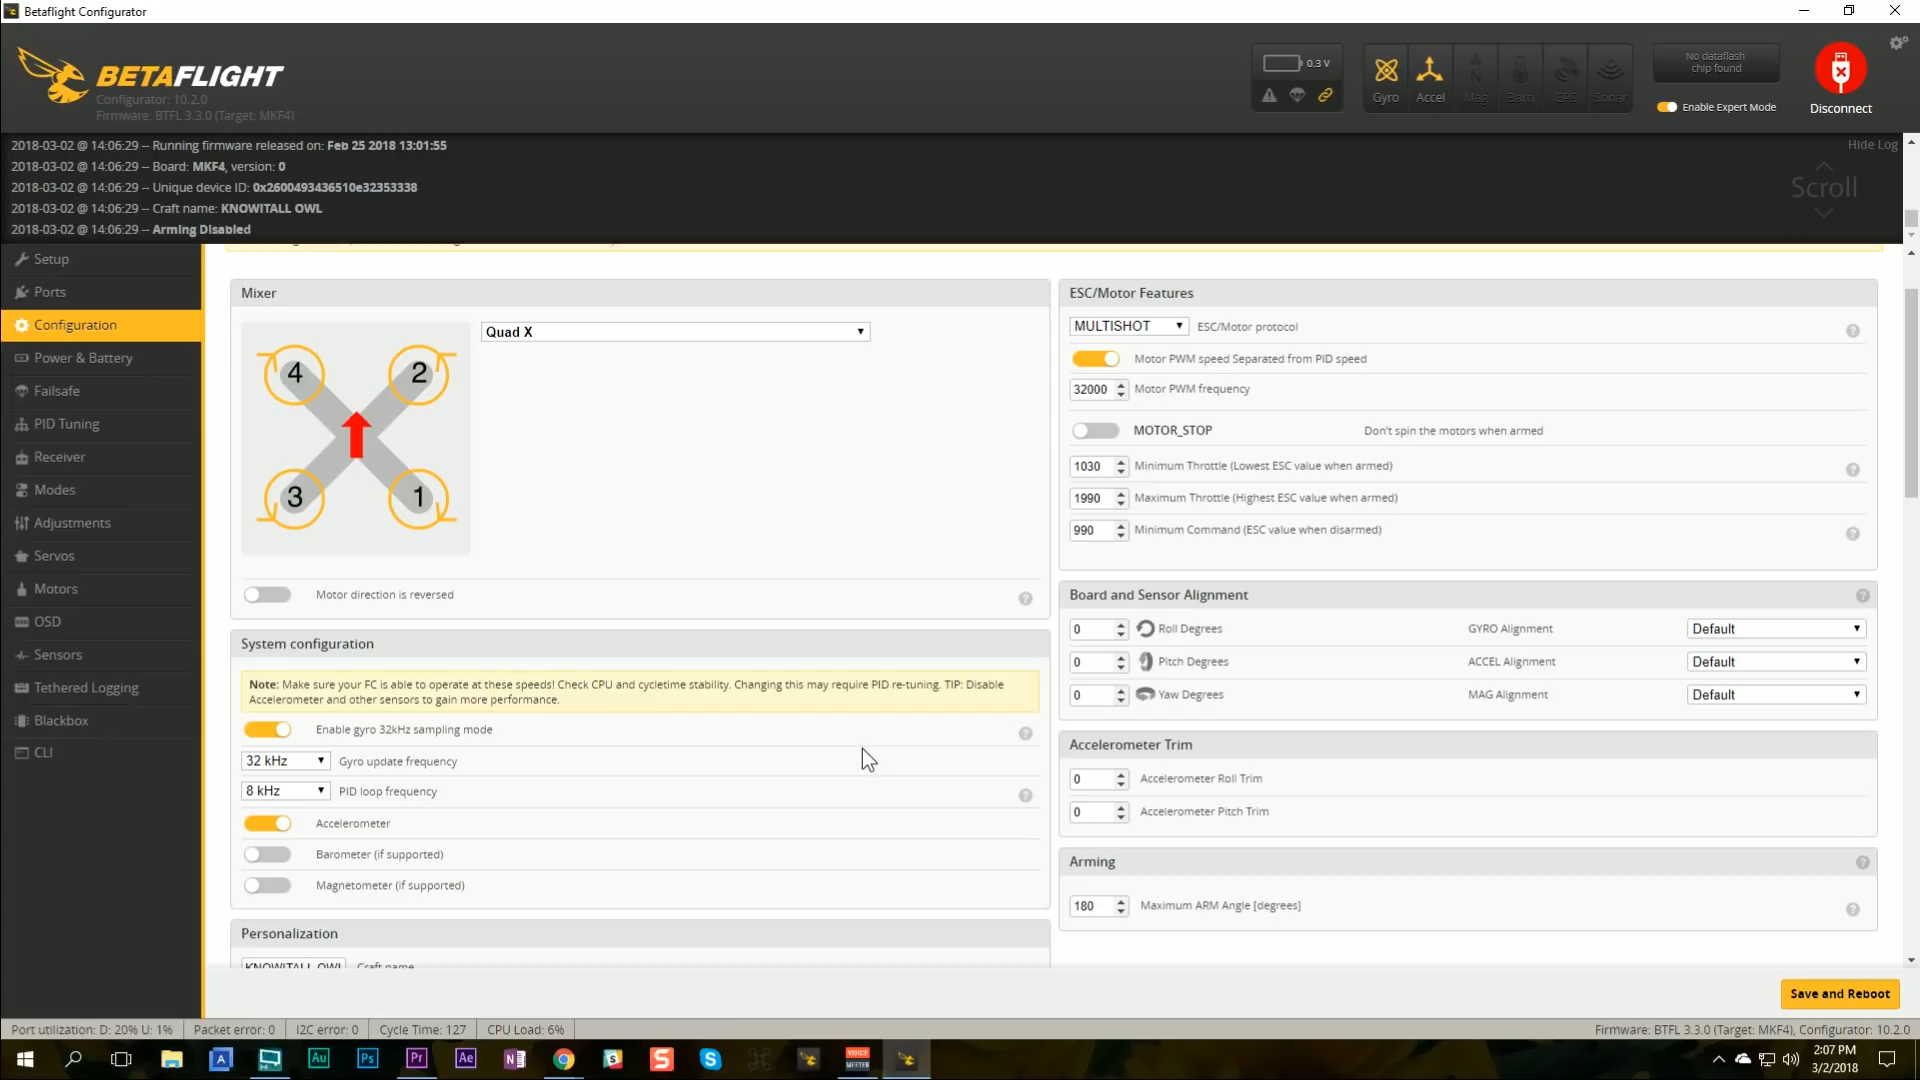 Betaflight Configurator
BETAFLIGHT
Configurator: 10.2.0
Firmware: BTFL 3.3.0 (Target: MKF4)
0.3 V
Gyro
Accel
Mag
Baro
GPS
Sonar
No dataflash
chip found
Enable Expert Mode
Disconnect
2018-03-02 @ 14:06:29 -- Running firmware released on: Feb 25 2018 13:01:55
2018-03-02 @ 14:06:29 -- Board: MKF4, version: 0
2018-03-02 @ 14:06:29 -- Unique device ID: 0x2600493436510e32353338
2018-03-02 @ 14:06:29 -- Craft name: KNOWITALL OWL
2018-03-02 @ 14:06:29 -- Arming Disabled
Hide Log
Scroll
Setup
Ports
Configuration
Power & Battery
Failsafe
PID Tuning
Receiver
Modes
Adjustments
Servos
Motors
OSD
Sensors
Tethered Logging
Blackbox
CLI
Mixer
Quad X
4
2
3
1
Motor direction is reversed
System configuration
Note: Make sure your FC is able to operate at these speeds! Check CPU and cycletime stability. Changing this may require PID re-tuning. TIP: Disable
Accelerometer and other sensors to gain more performance.
Enable gyro 32kHz sampling mode
32 kHz Gyro update frequency
8 kHz PID loop frequency
Accelerometer
Barometer (if supported)
Magnetometer (if supported)
Personalization
KNOWITALL OWL Craft name
ESC/Motor Features
MULTISHOT ESC/Motor protocol
Motor PWM speed Separated from PID speed
32000 Motor PWM frequency
MOTOR_STOP Don't spin the motors when armed
1030 Minimum Throttle (Lowest ESC value when armed)
1990 Maximum Throttle (Highest ESC value when armed)
990 Minimum Command (ESC value when disarmed)
Board and Sensor Alignment
0 Roll Degrees GYRO Alignment Default
0 Pitch Degrees ACCEL Alignment Default
0 Yaw Degrees MAG Alignment Default
Accelerometer Trim
0 Accelerometer Roll Trim
0 Accelerometer Pitch Trim
Arming
180 Maximum ARM Angle [degrees]
Save and Reboot
Port utilization: D: 20% U: 1% Packet error: 0 I2C error: 0 Cycle Time: 127 CPU Load: 6% Firmware: BTFL 3.3.0 (Target: MKF4), Configurator: 10.2.0
A Au Ps Pr Ae N S S
VOICE
MEETER
2:07 PM
3/2/2018